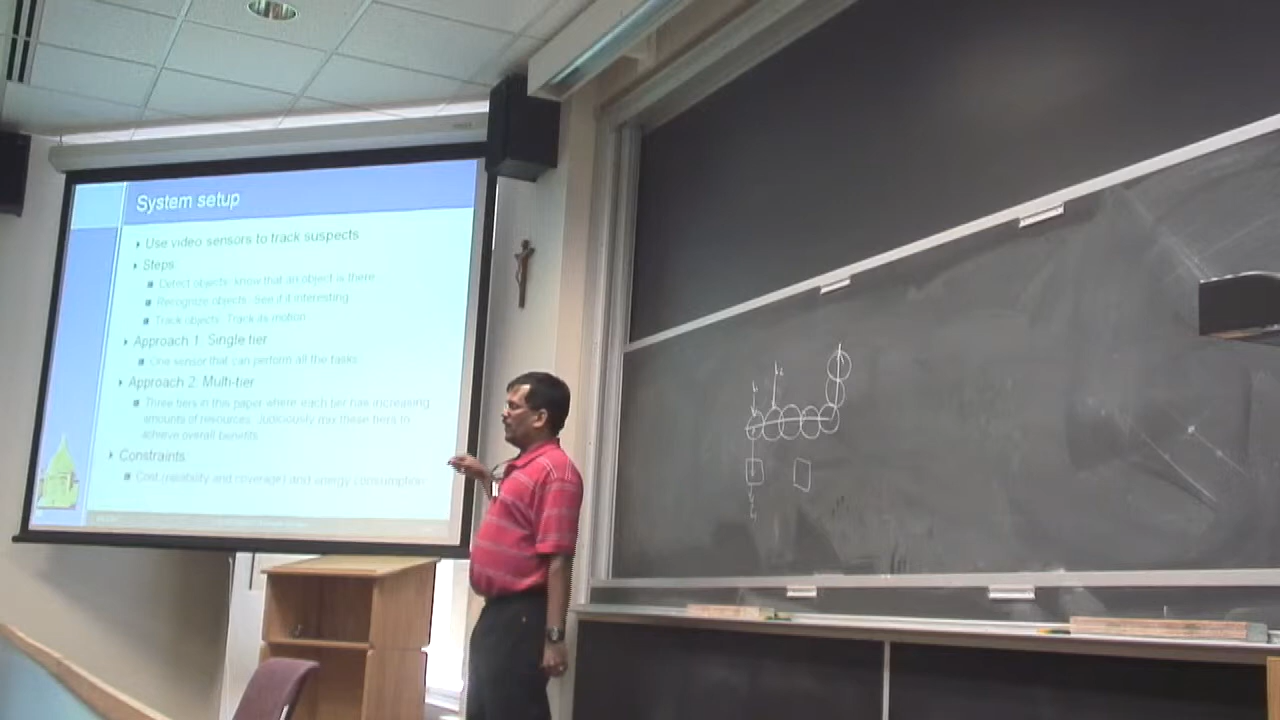 System setup
Use video sensors to track suspects
Steps
Detect objects: know that an object is there
Recognize objects: See if it interesting
Track objects: Track its motion
Approach 1: Single tier
One sensor that can perform all the tasks
Approach 2: Multi-tier
Three tiers in this paper where each tier has increasing
amounts of resources. Judiciously mix these tiers to
achieve overall benefits
Constraints
Cost (reliability and coverage) and energy consumption